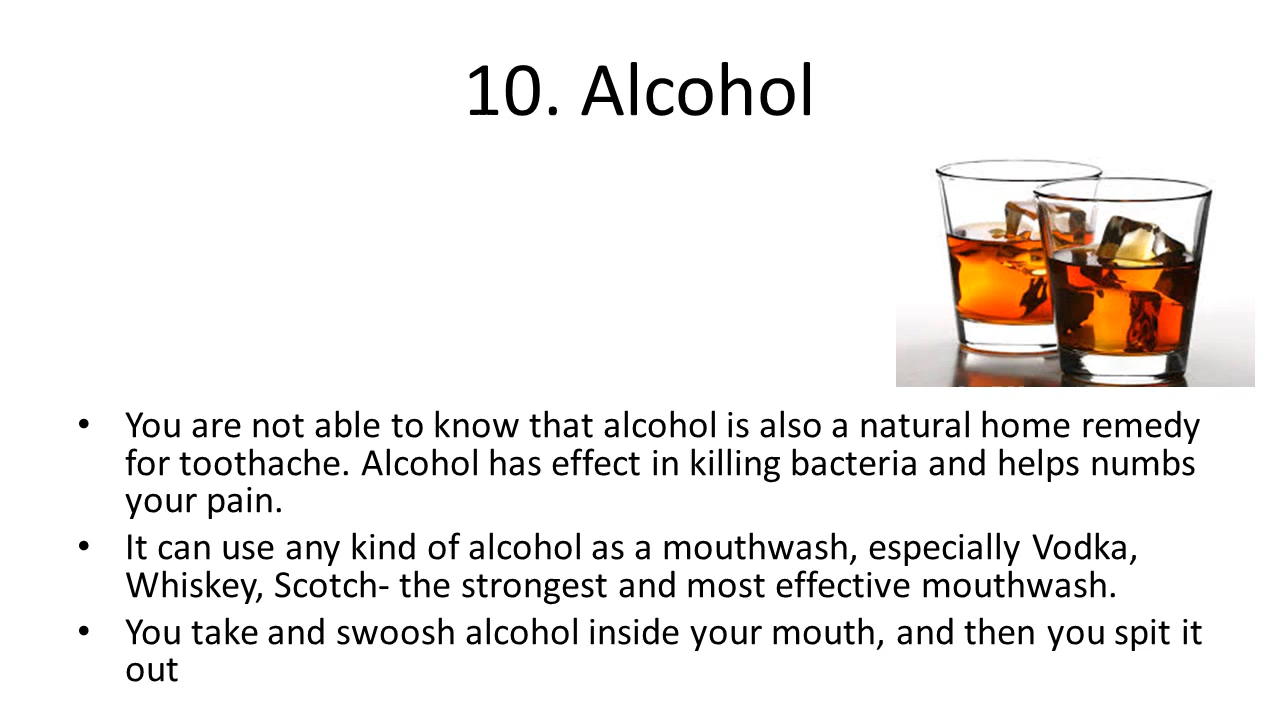 10. Alcohol
• You are not able to know that alcohol is also a natural home remedy
for toothache. Alcohol has effect in killing bacteria and helps numbs
your pain.
• It can use any kind of alcohol as a mouthwash, especially Vodka,
Whiskey, Scotch- the strongest and most effective mouthwash.
• You take and swoosh alcohol inside your mouth, and then you spit it
out